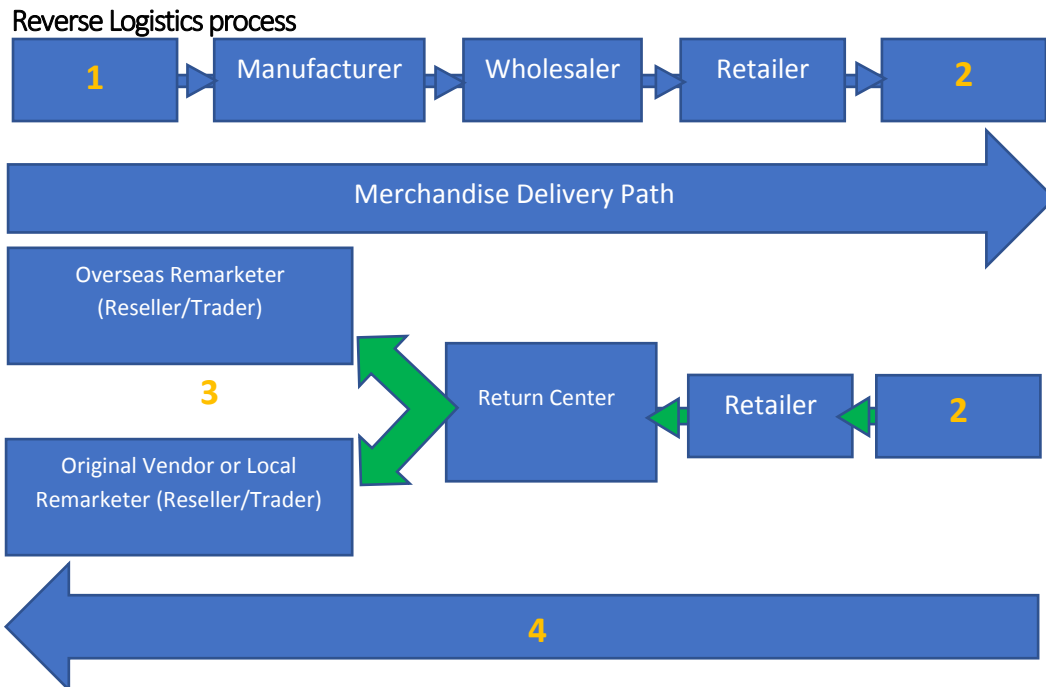 Reverse Logistics process
1
Manufacturer
Wholesaler
Retailer
2
Merchandise Delivery Path
Overseas Remarketer
(Reseller/Trader)
3
Return Center
Retailer
2
Original Vendor or Local
Remarketer (Reseller/Trader)
4